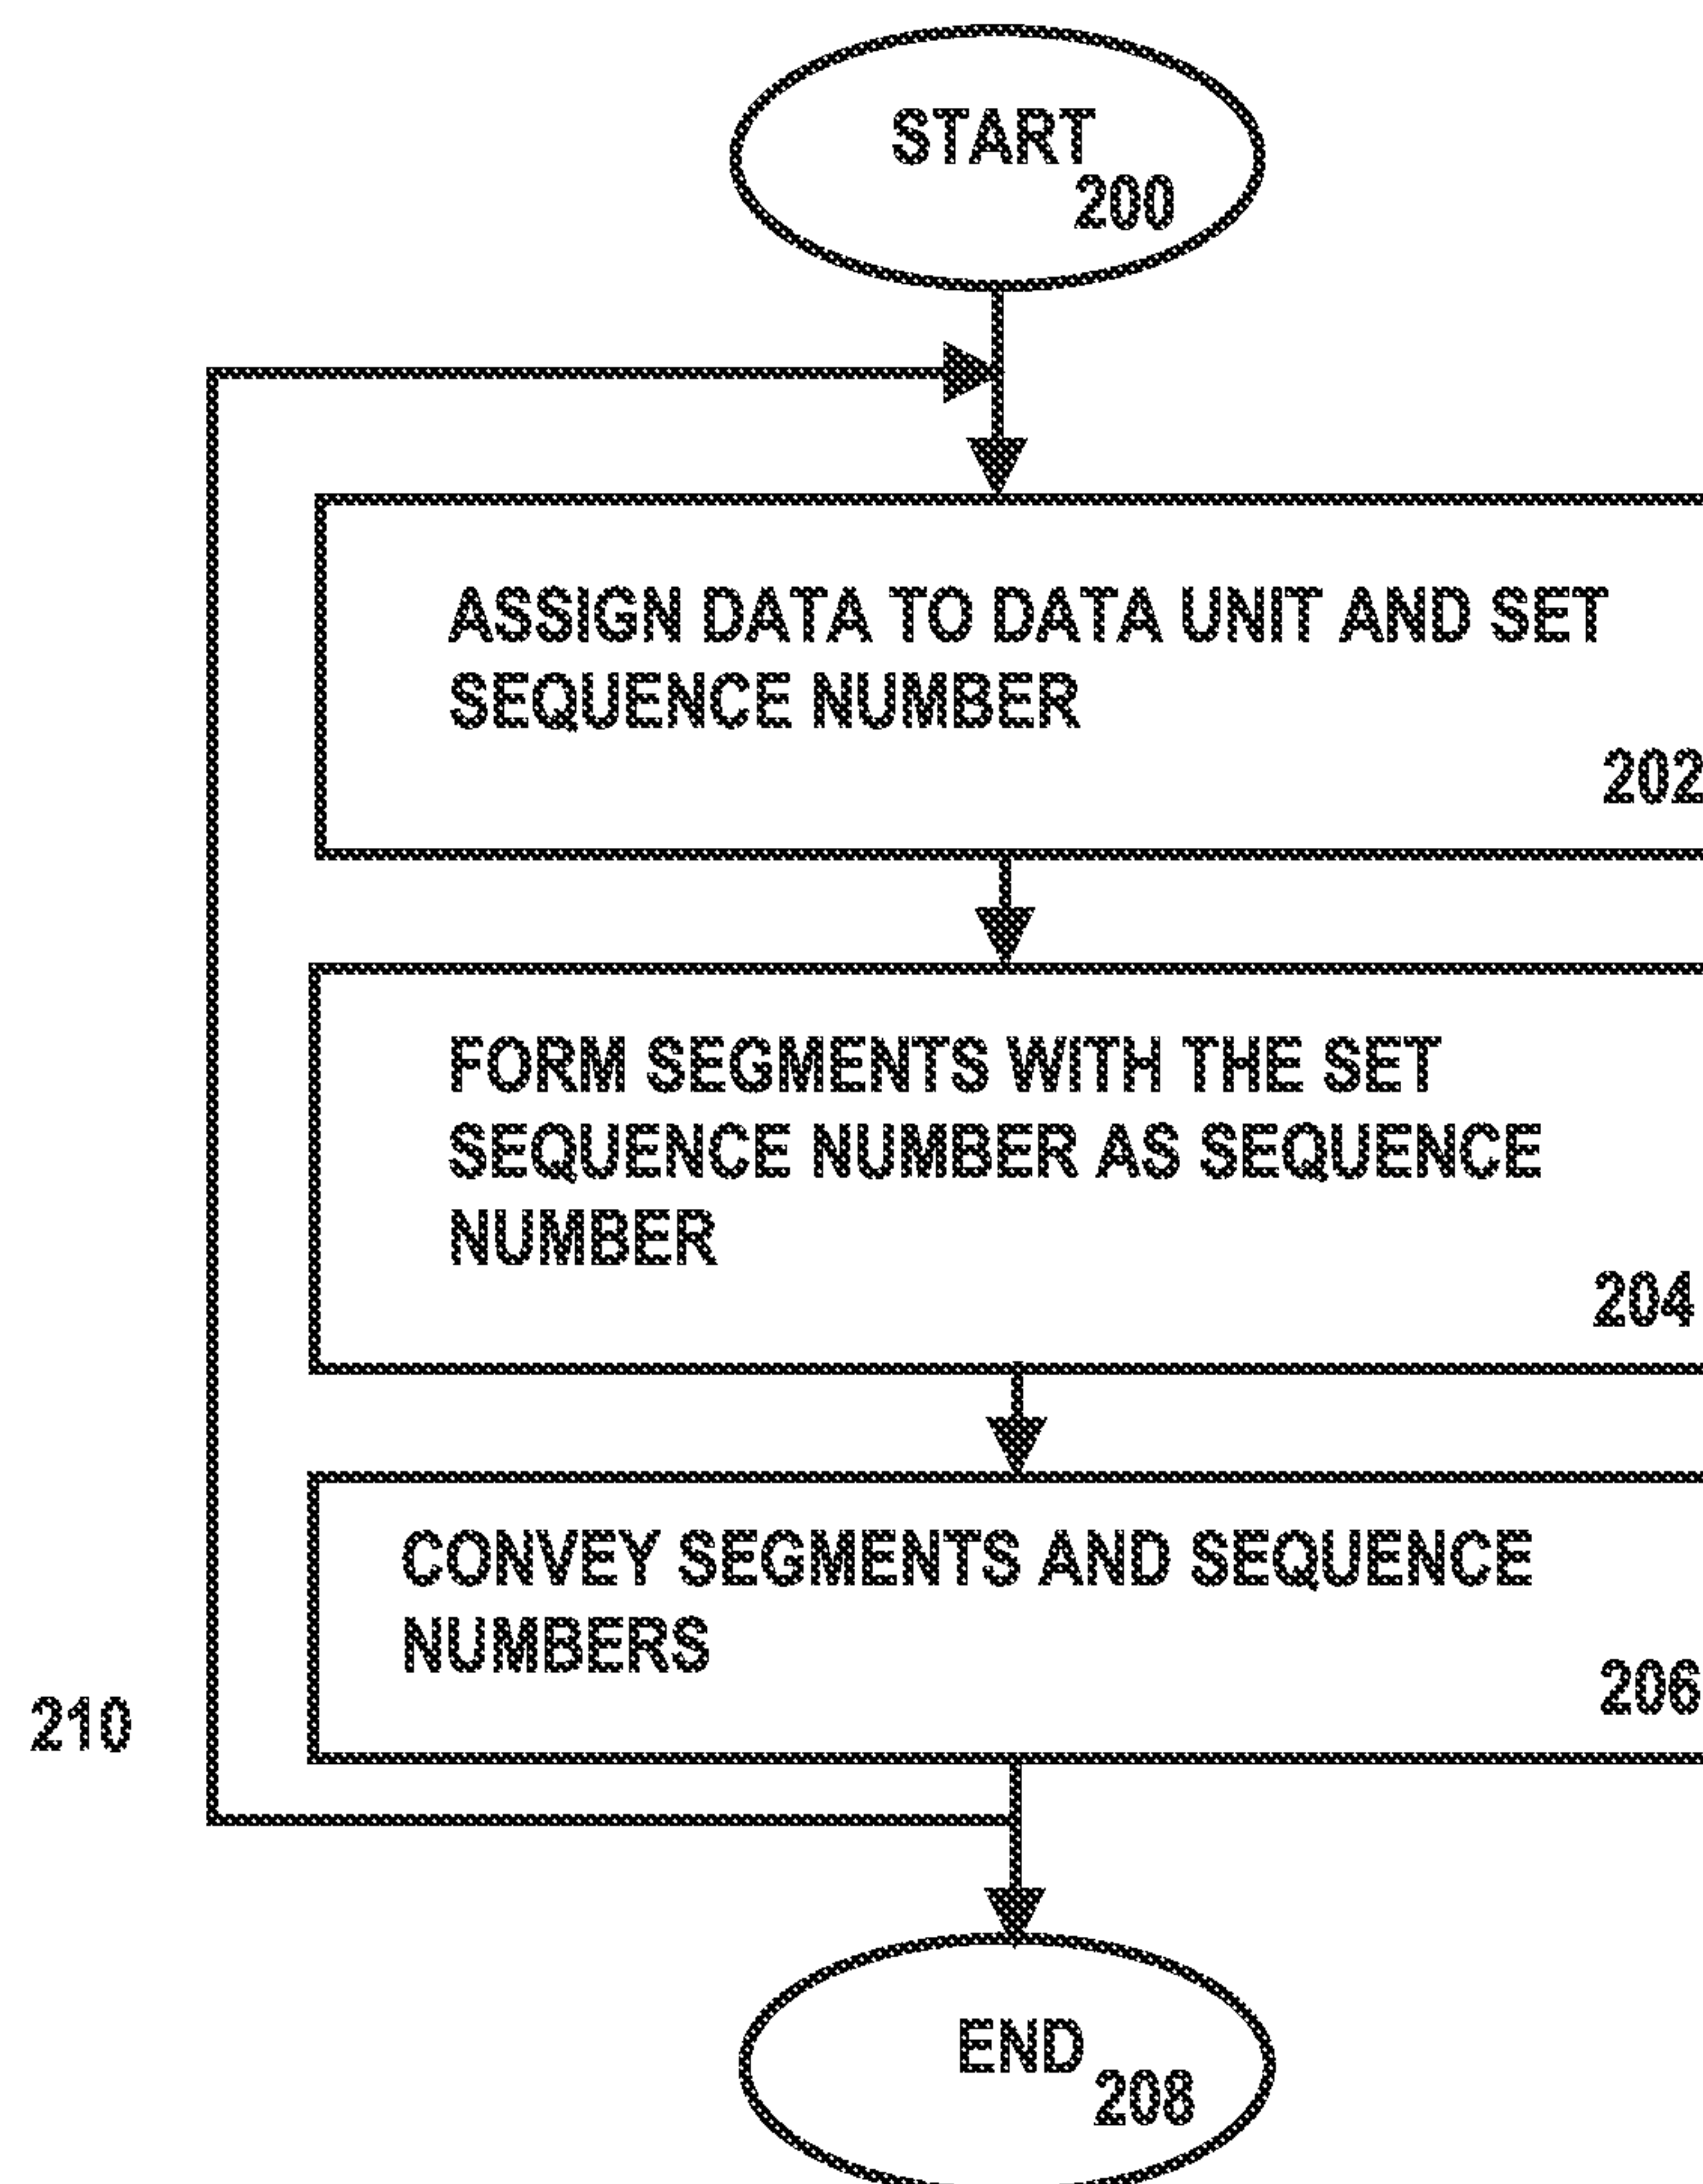 START
200
ASSIGN DATA TO DATA UNIT AND SET
SEQUENCE NUMBER
202
FORM SEGMENTS WITH THE SET
SEQUENCE NUMBER AS SEQUENCE
NUMBER
204
CONVEY SEGMENTS AND SEQUENCE
NUMBERS
206
210
END
208